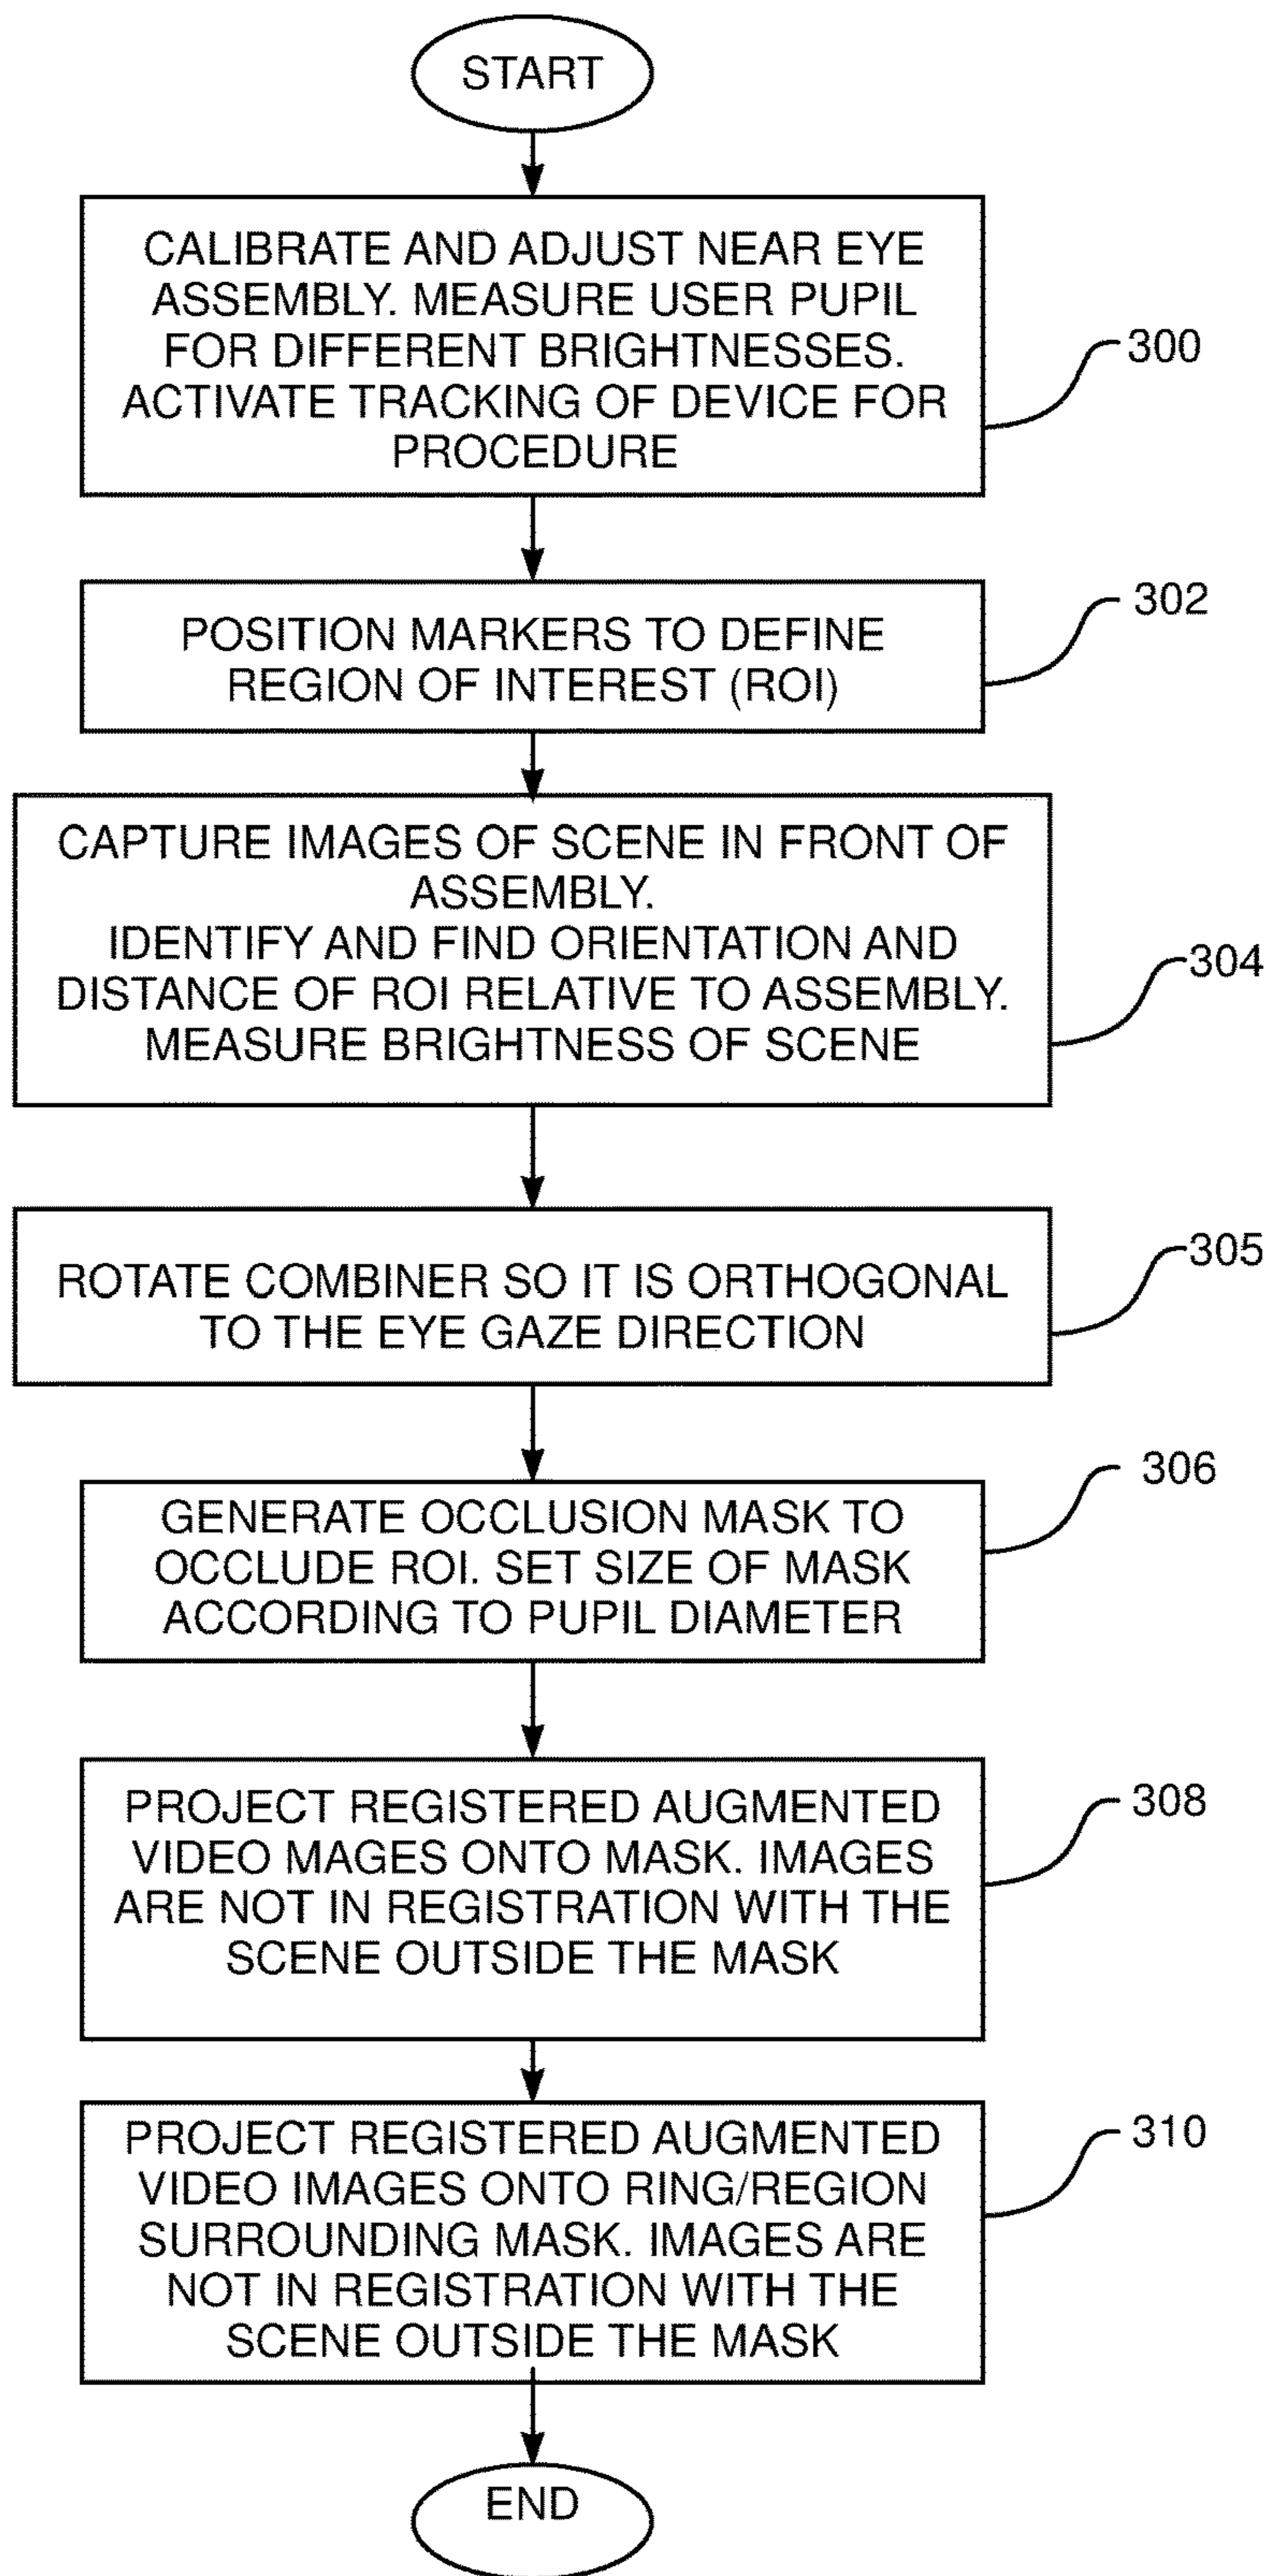 START
CALIBRATE AND ADJUST NEAR EYE
ASSEMBLY. MEASURE USER PUPIL
FOR DIFFERENT BRIGHTNESSES.
ACTIVATE TRACKING OF DEVICE FOR
PROCEDURE
300
POSITION MARKERS TO DEFINE
REGION OF INTEREST (ROI)
302
CAPTURE IMAGES OF SCENE IN FRONT OF
ASSEMBLY.
IDENTIFY AND FIND ORIENTATION AND
DISTANCE OF ROI RELATIVE TO ASSEMBLY.
MEASURE BRIGHTNESS OF SCENE
304
ROTATE COMBINER SO IT IS ORTHOGONAL
TO THE EYE GAZE DIRECTION
305
GENERATE OCCLUSION MASK TO
OCCLUDE ROI. SET SIZE OF MASK
ACCORDING TO PUPIL DIAMETER
306
PROJECT REGISTERED AUGMENTED
VIDEO MAGES ONTO MASK. IMAGES
ARE NOT IN REGISTRATION WITH THE
SCENE OUTSIDE THE MASK
308
PROJECT REGISTERED AUGMENTED
VIDEO IMAGES ONTO RING/REGION
SURROUNDING MASK. IMAGES ARE
NOT IN REGISTRATION WITH THE
SCENE OUTSIDE THE MASK
310
END